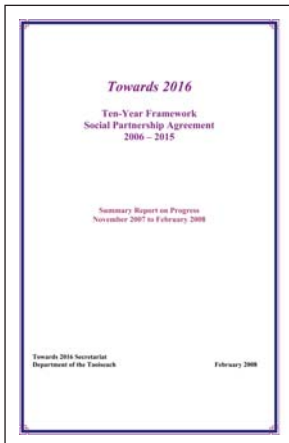 Towards 2016
Ten-Year Framework
Social Partnership Agreement
2006 – 2015
Summary Report on Progress
November 2007 to February 2008
Towards 2016 Secretariat
Department of the Taoiseach
February 2008